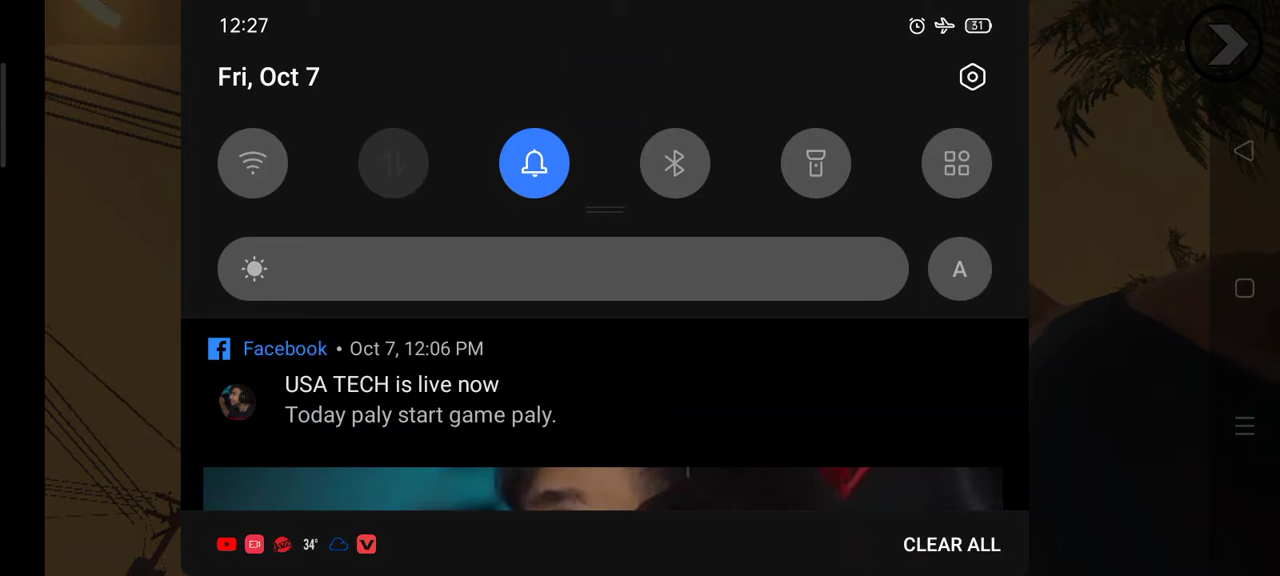 12:27
31
Fri, Oct 7
A
Facebook • Oct 7, 12:06 PM
USA TECH is live now
Today paly start game paly.
34°
V
CLEAR ALL